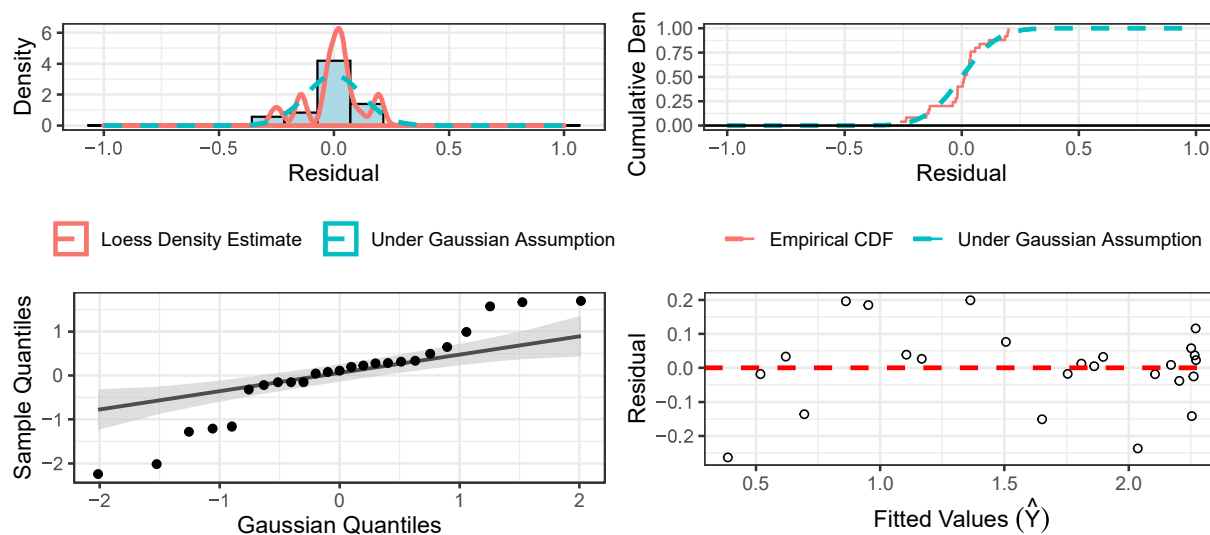 Density
6
4
2
0
−1.0 −0.5 0.0 0.5 1.0
Residual
Cumulative Den
1.00
0.75
0.50
0.25
0.00
−1.0 −0.5 0.0 0.5 1.0
Residual
Loess Density Estimate Under Gaussian Assumption
Empirical CDF Under Gaussian Assumption
Sample Quantiles
1
0
−1
−2
−2 −1 0 1 2
Gaussian Quantiles
Residual
0.2
0.1
0.0
−0.1
−0.2
0.5 1.0 1.5 2.0
Fitted Values (Ŷ)